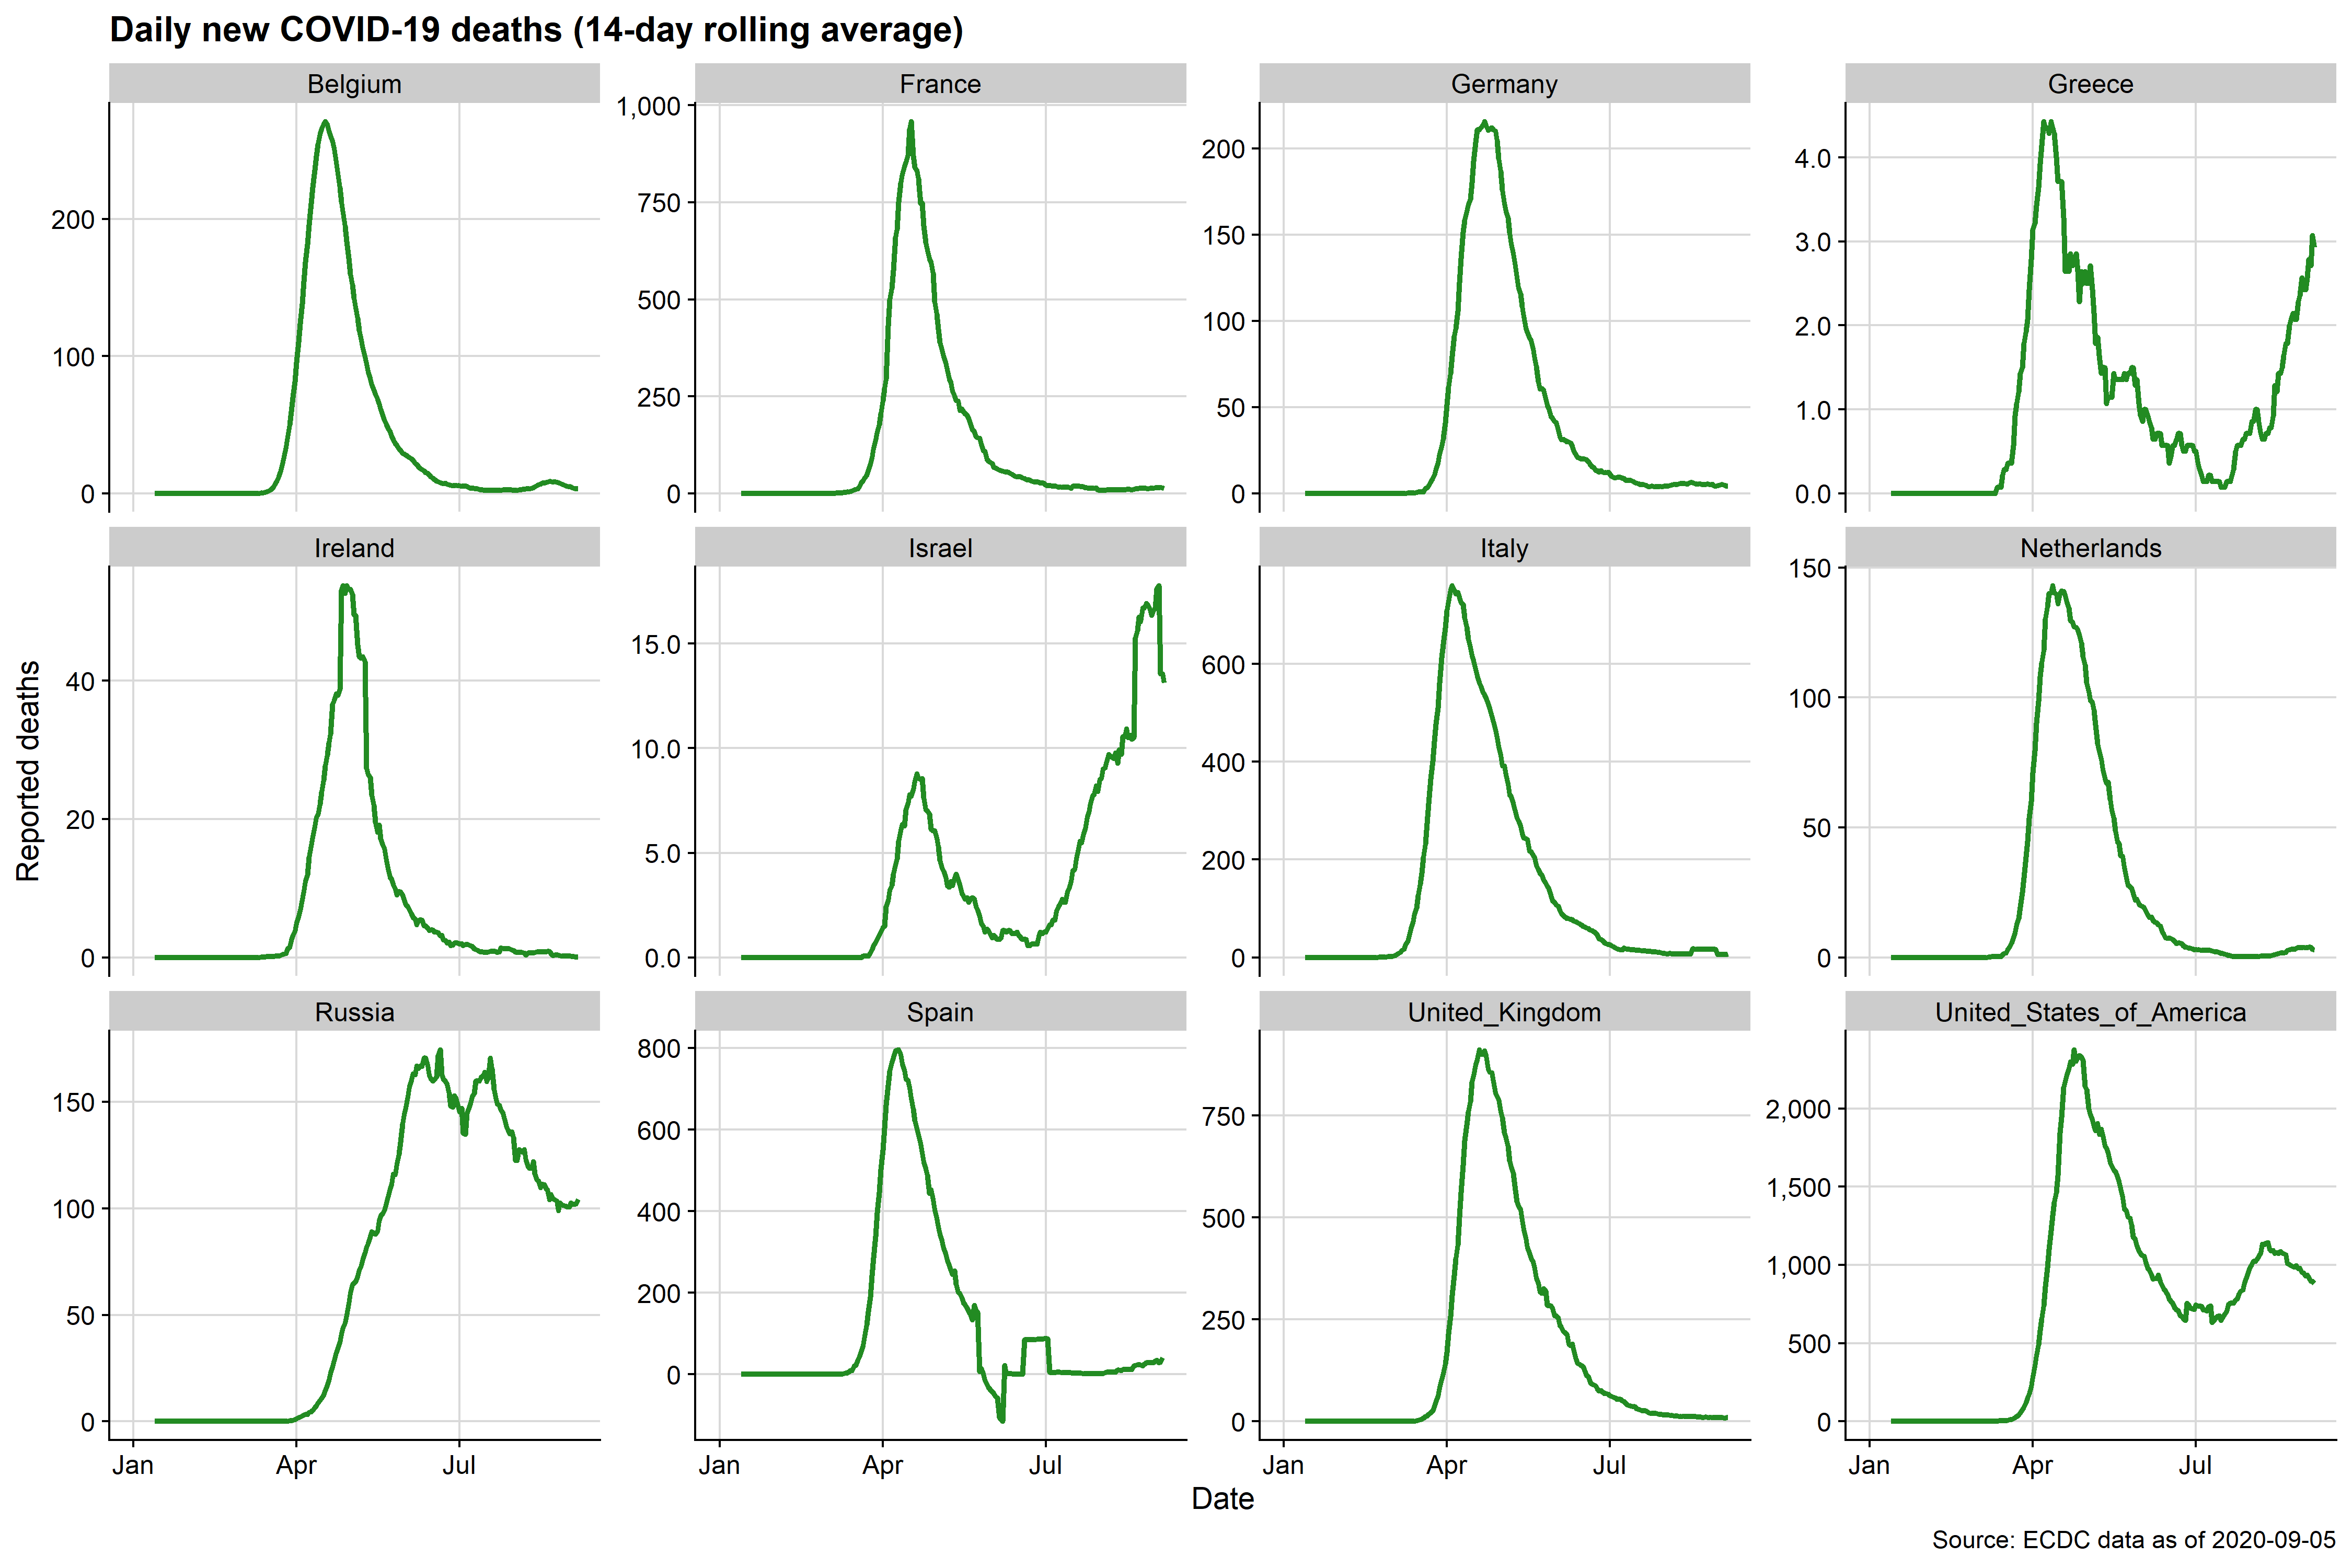 Daily new COVID-19 deaths (14-day rolling average)
Belgium
France
Germany
Greece
200
100
0
1,000
750
500
250
0
200
150
100
50
0
4.0
3.0
2.0
1.0
0.0
Ireland
Israel
Italy
Netherlands
40
20
0
15.0
10.0
5.0
0.0
600
400
200
0
150
100
50
0
Reported deaths
Russia
Spain
United_Kingdom
United_States_of_America
150
100
50
0
800
600
400
200
0
750
500
250
0
2,000
1,500
1,000
500
0
Jan Apr Jul
Jan Apr Jul
Jan Apr Jul
Jan Apr Jul
Date
Source: ECDC data as of 2020-09-05